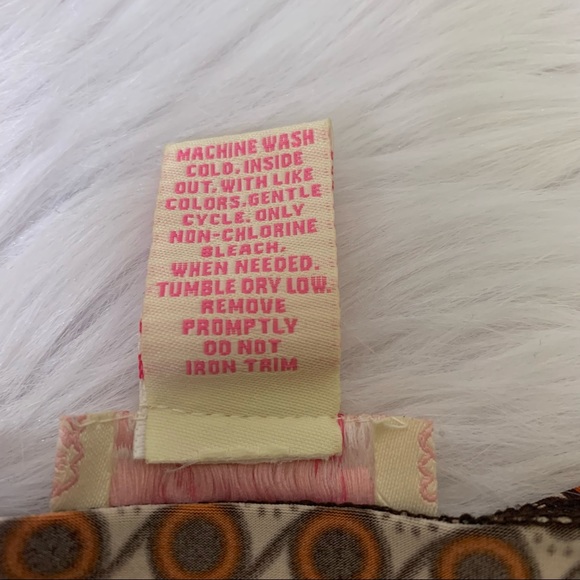 MACHINE WASH
COLD, INSIDE
OUT, WITH LIKE
COLORS, GENTLE
CYCLE. ONLY
NON-CHLORINE
BLEACH,
WHEN NEEDED.
TUMBLE DRY LOW.
REMOVE
PROMPTLY
DO NOT
IRON TRIM